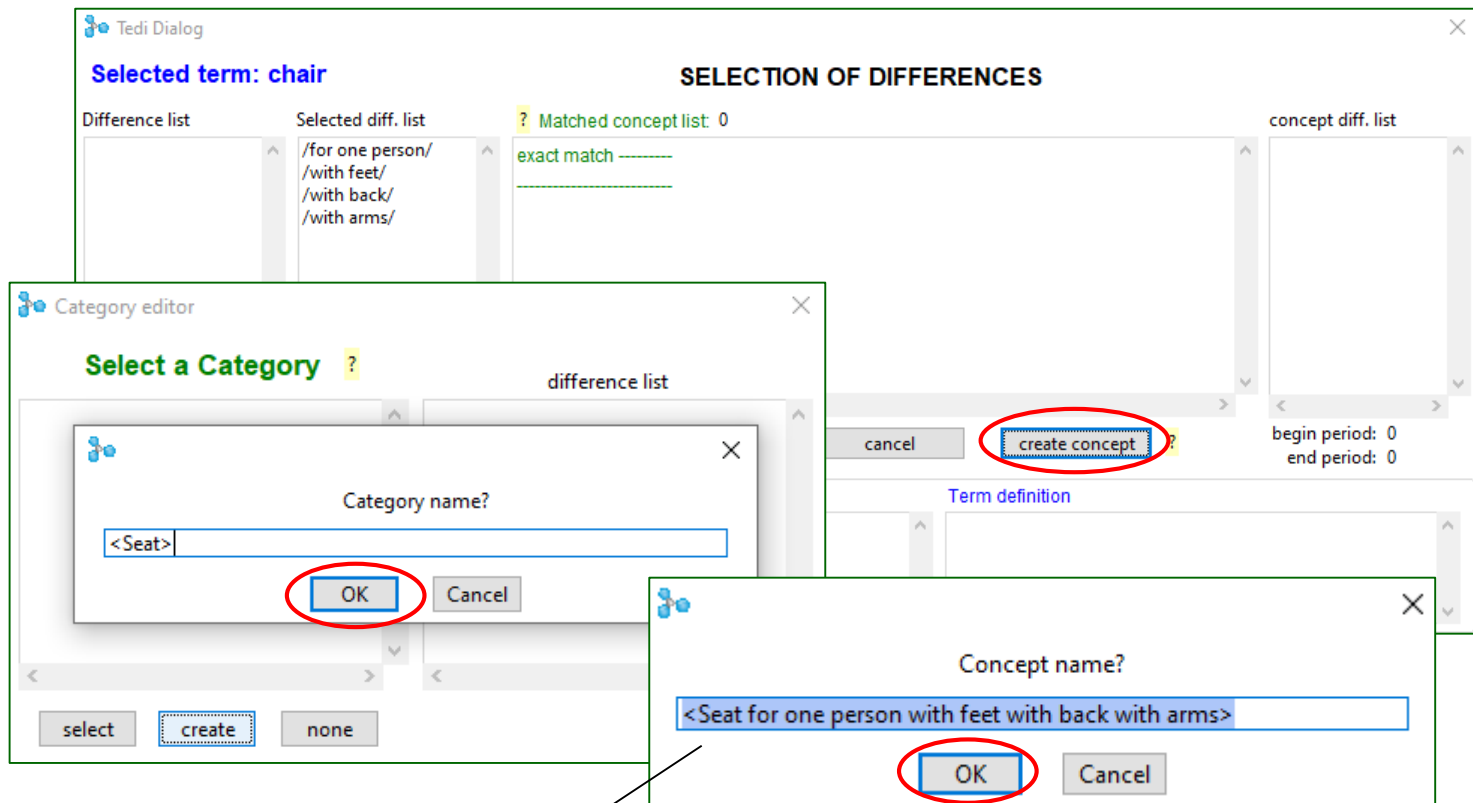 Tedi Dialog
Selected term: chair
SELECTION OF DIFFERENCES
Difference list
Selected diff. list
? Matched concept list: 0
concept diff. list
/for one person/
/with feet/
/with back/
/with arms/
exact match ---------
--------------------------
cancel
create concept
?
begin period: 0
end period: 0
Term definition
Category editor
Select a Category ?
difference list
Category name?
<Seat>
OK
Cancel
select
create
none
Concept name?
<Seat for one person with feet with back with arms>
OK
Cancel